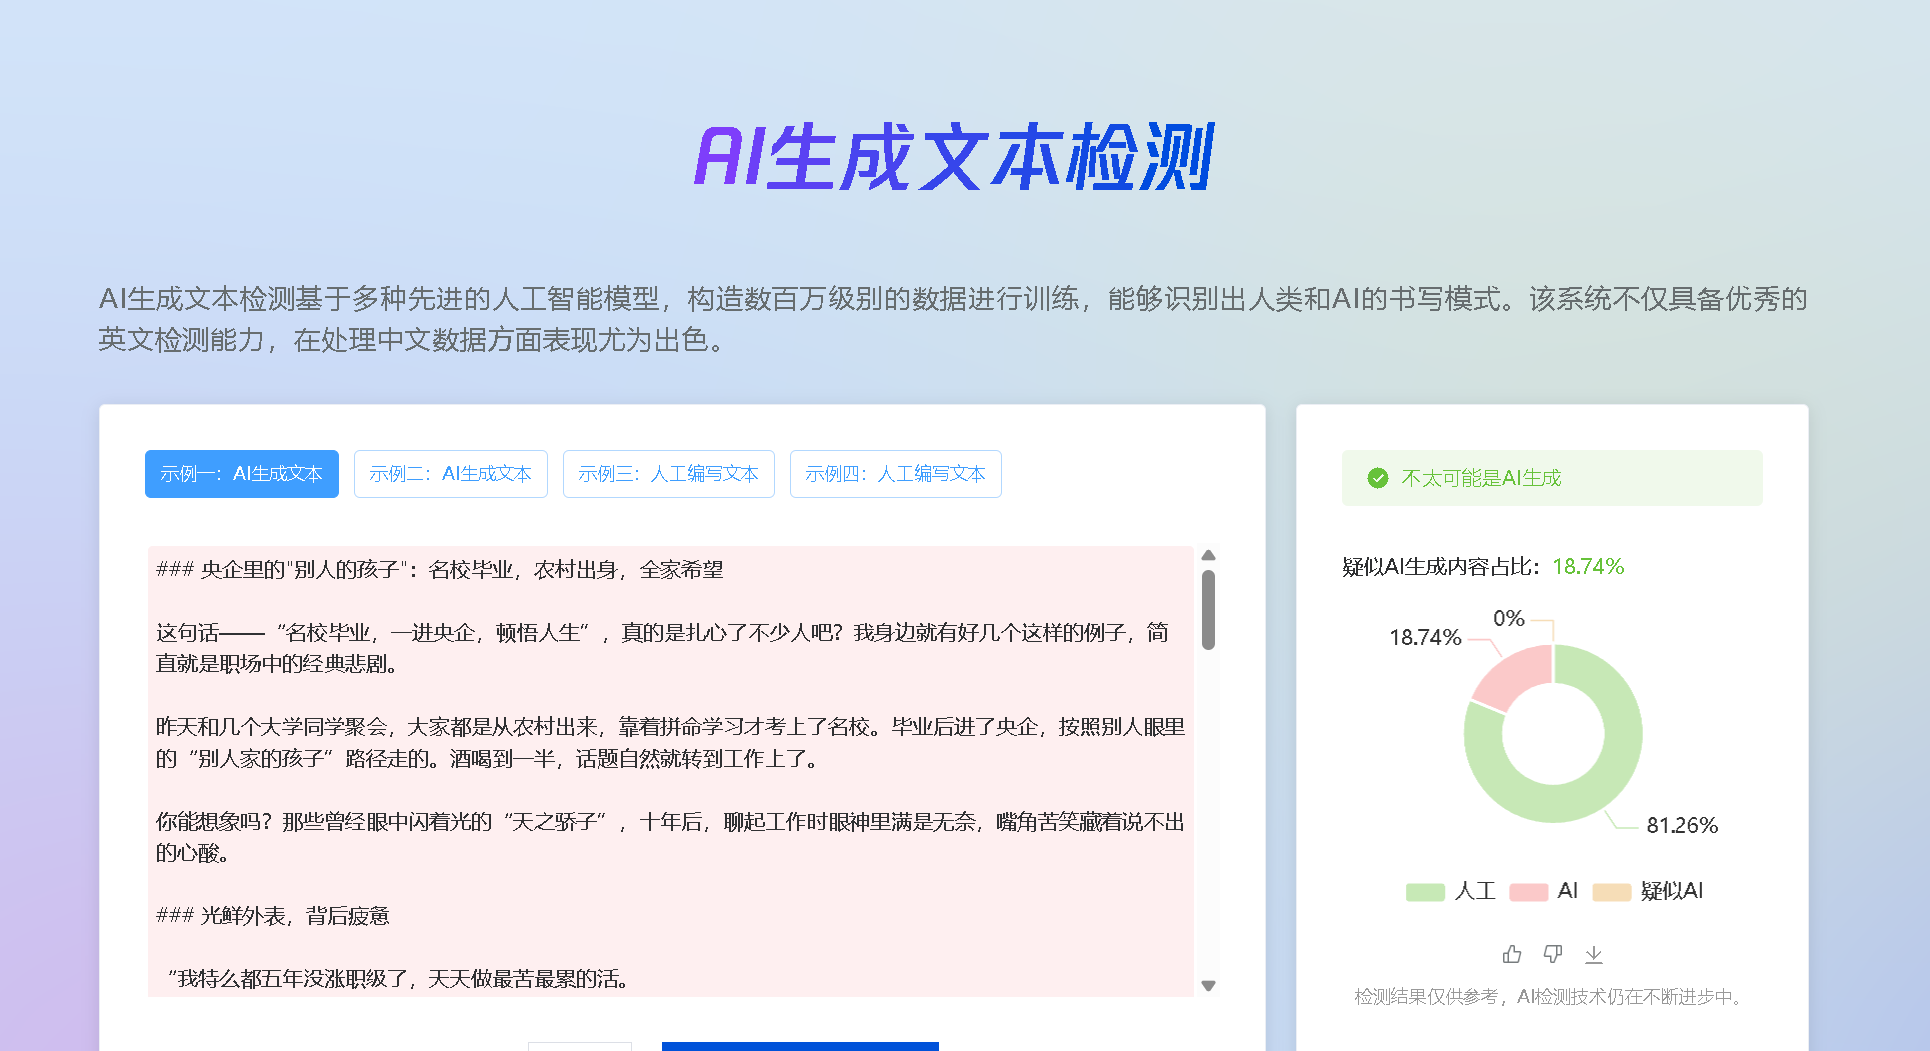 AI生成文本检测
AI生成文本检测基于多种先进的人工智能模型，构造数百万级别的数据进行训练，能够识别出人类和AI的书写模式。该系统不仅具备优秀的
英文检测能力，在处理中文数据方面表现尤为出色。
示例一：AI生成文本
示例二：AI生成文本
示例三：人工编写文本
示例四：人工编写文本
### 央企里的"别人的孩子"：名校毕业，农村出身，全家希望
这句话——“名校毕业，一进央企，顿悟人生”，真的是扎心了不少人吧？我身边就有好几个这样的例子，简
直就是职场中的经典悲剧。
昨天和几个大学同学聚会，大家都是从农村出来，靠着拼命学习才考上了名校。毕业后进了央企，按照别人眼里
的“别人家的孩子”路径走的。酒喝到一半，话题自然就转到工作上了。
你能想象吗？那些曾经眼中闪着光的“天之骄子”，十年后，聊起工作时眼神里满是无奈，嘴角苦笑藏着说不出
的心酸。
### 光鲜外表，背后疲惫
“我特么都五年没涨职级了，天天做最苦最累的活。
不太可能是AI生成
疑似AI生成内容占比：18.74%
0%
18.74%
81.26%
人工
AI
疑似AI
检测结果仅供参考，AI检测技术仍在不断进步中。